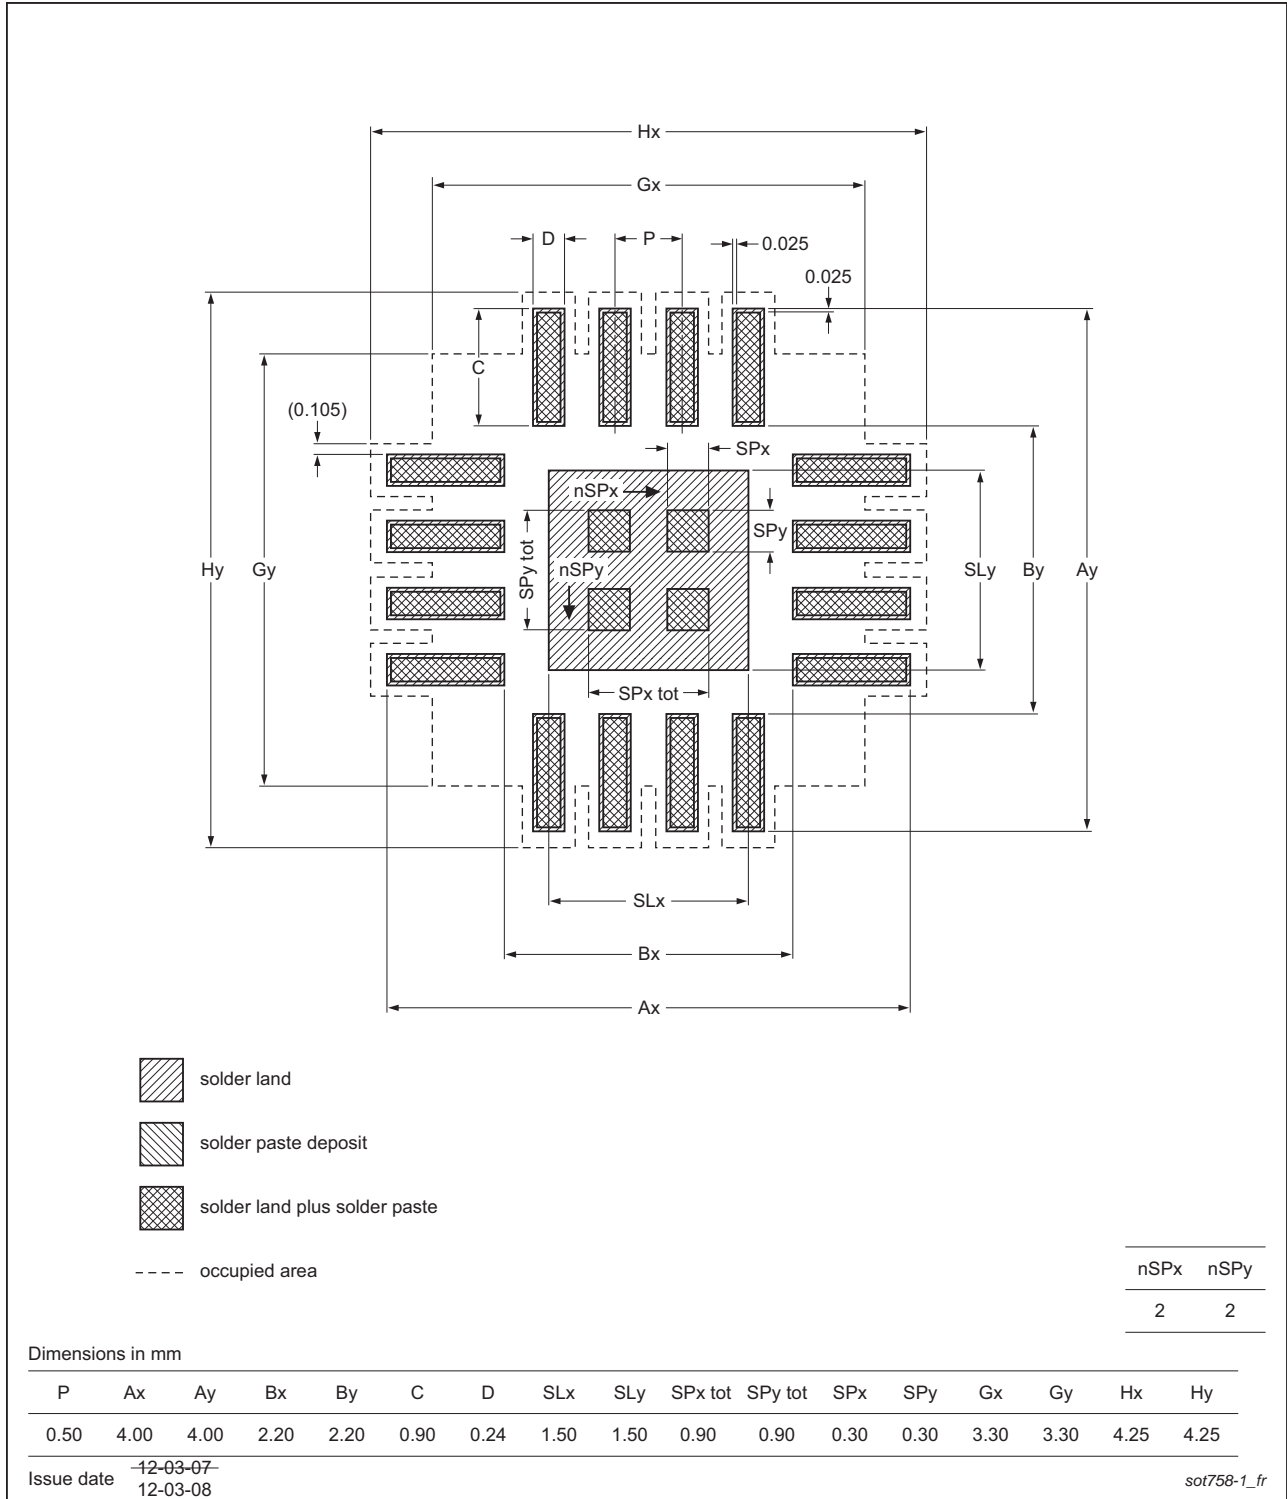 Hx
Gx
D P 0.025
0.025
C
(0.105)
SPx
nSPx
SPy
SPy tot
nSPy
Hy Gy SLy By Ay
SPx tot
SLx
Bx
Ax
solder land
solder paste deposit
solder land plus solder paste
occupied area
nSPx nSPy
2 2
Dimensions in mm
P Ax Ay Bx By C D SLx SLy SPx tot SPy tot SPx SPy Gx Gy Hx Hy
0.50 4.00 4.00 2.20 2.20 0.90 0.24 1.50 1.50 0.90 0.90 0.30 0.30 3.30 3.30 4.25 4.25
Issue date 12-03-07
12-03-08
sot758-1_fr